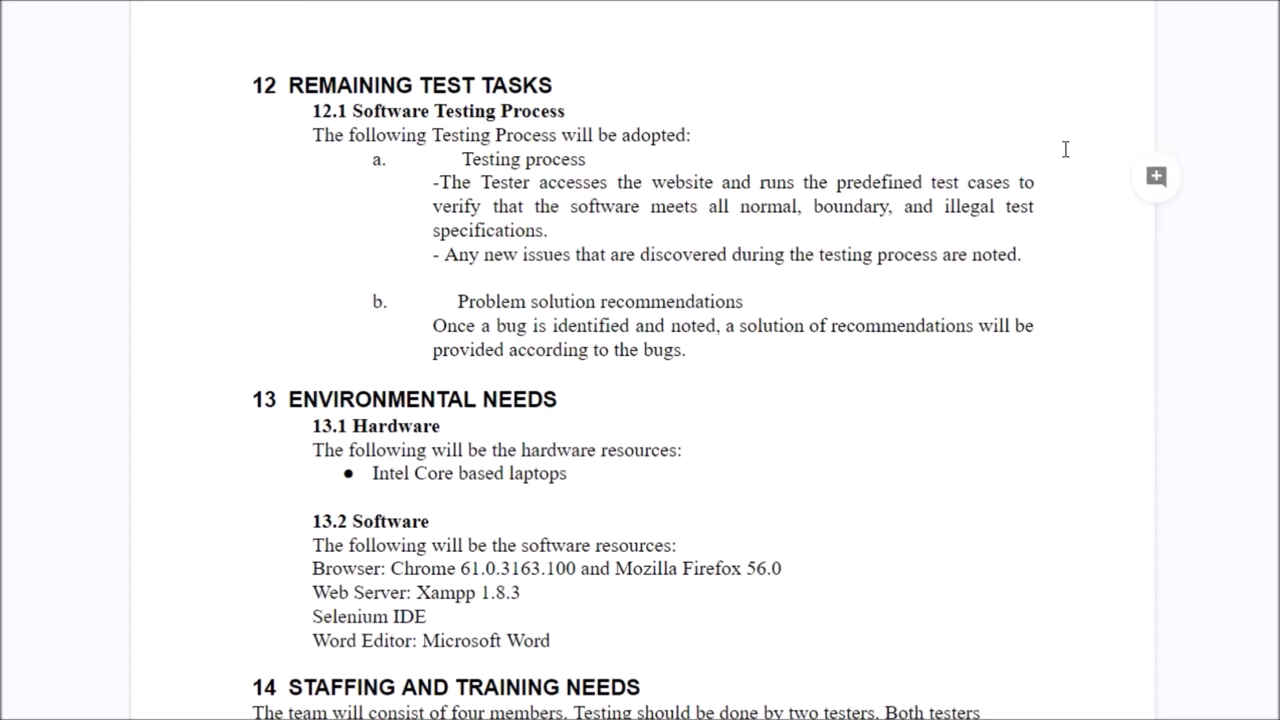 12 REMAINING TEST TASKS
12.1 Software Testing Process
The following Testing Process will be adopted:
a. Testing process
-The Tester accesses the website and runs the predefined test cases to
verify that the software meets all normal, boundary, and illegal test
specifications.
- Any new issues that are discovered during the testing process are noted.
b. Problem solution recommendations
Once a bug is identified and noted, a solution of recommendations will be
provided according to the bugs.
13 ENVIRONMENTAL NEEDS
13.1 Hardware
The following will be the hardware resources:
● Intel Core based laptops
13.2 Software
The following will be the software resources:
Browser: Chrome 61.0.3163.100 and Mozilla Firefox 56.0
Web Server: Xampp 1.8.3
Selenium IDE
Word Editor: Microsoft Word
14 STAFFING AND TRAINING NEEDS
The team will consist of four members. Testing should be done by two testers. Both testers